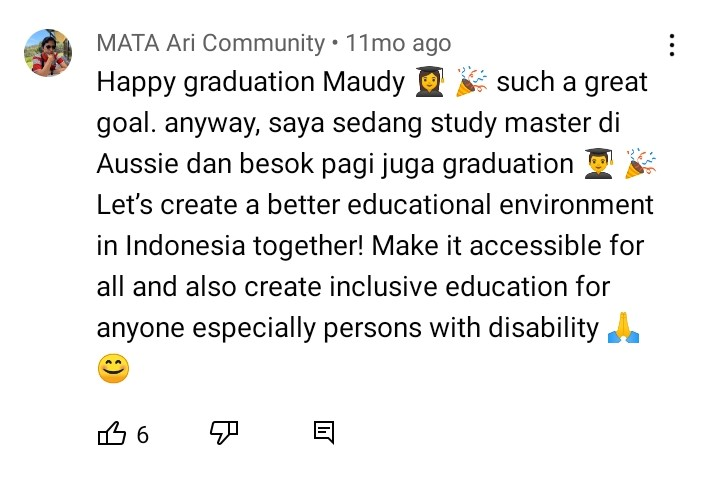 MATA Ari Community • 11mo ago
Happy graduation Maudy 👩‍🎓 🎉 such a great
goal. anyway, saya sedang study master di
Aussie dan besok pagi juga graduation 👨‍🎓 🎉
Let’s create a better educational environment
in Indonesia together! Make it accessible for
all and also create inclusive education for
anyone especially persons with disability 🙏
😊
6